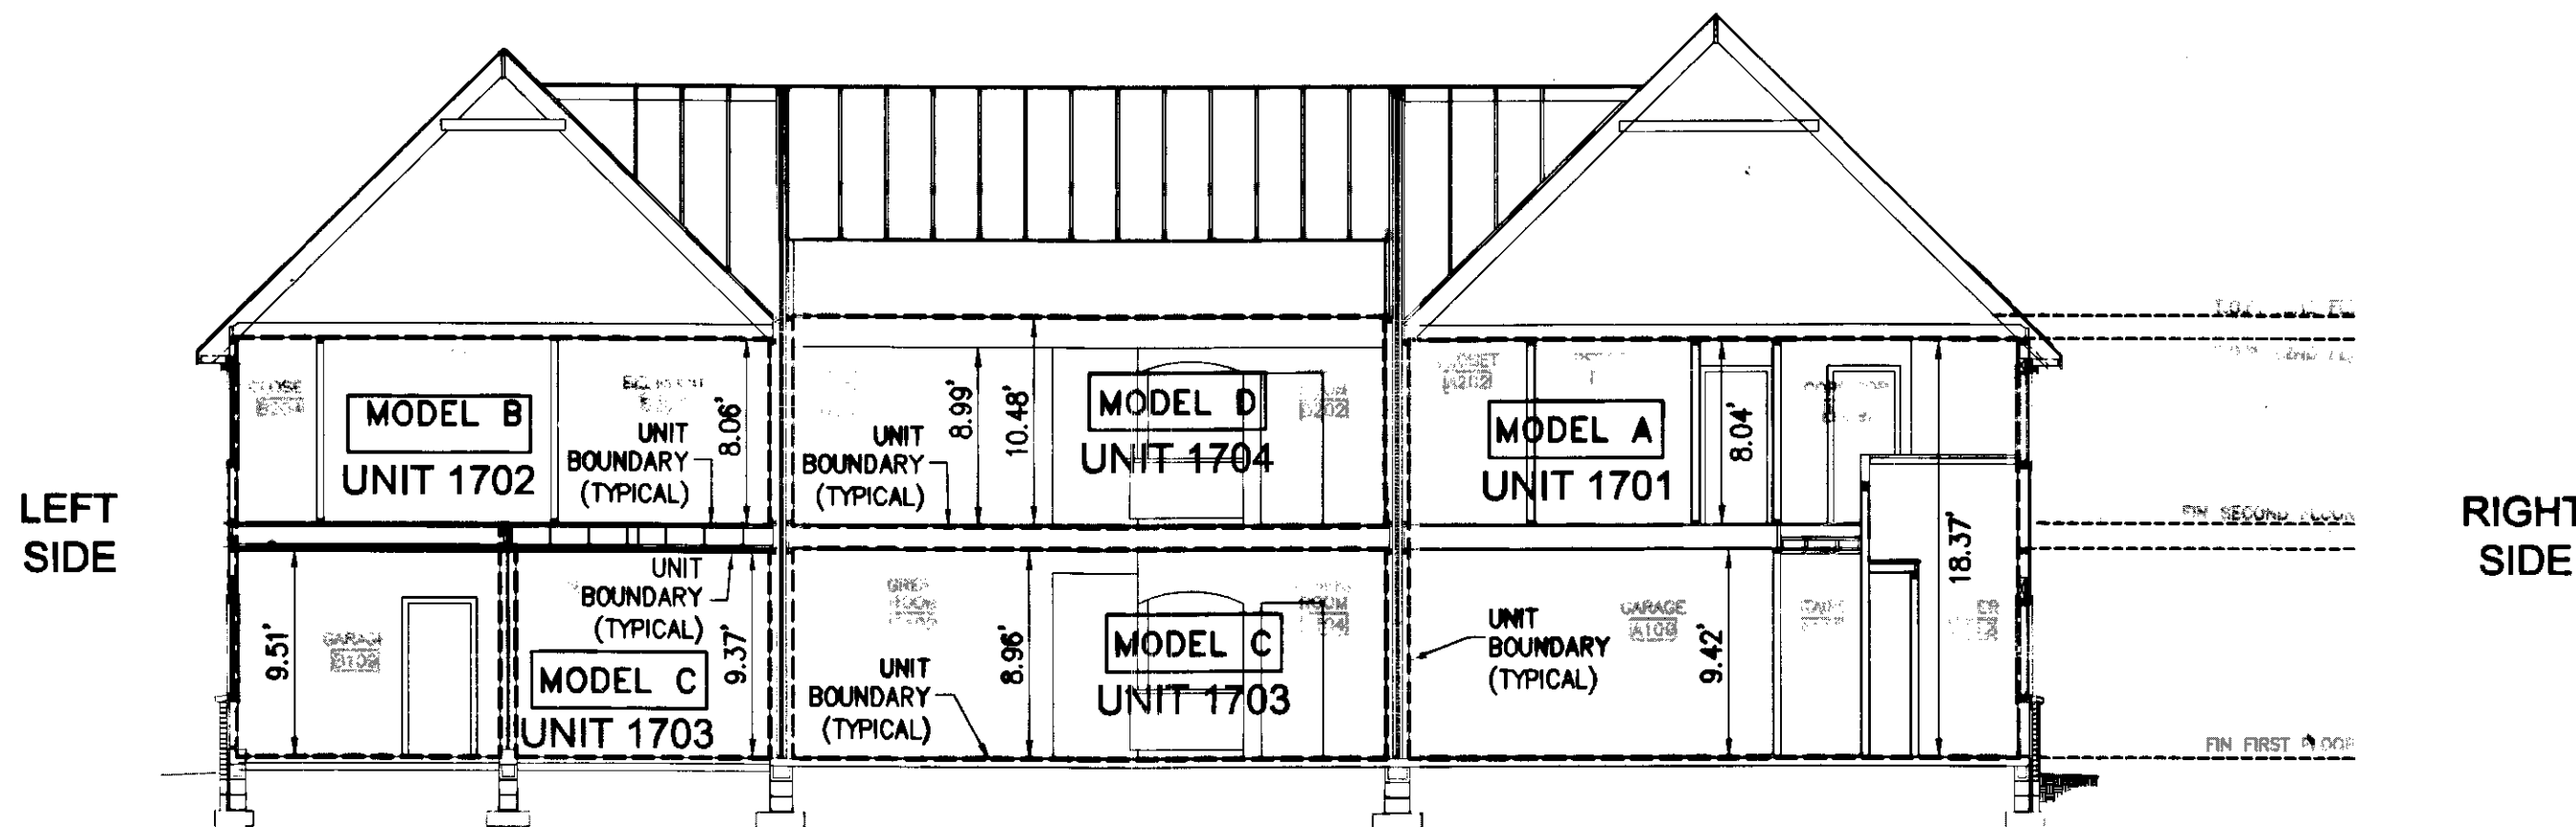 LEFT
SIDE
MODEL B
UNIT 1702
UNIT
BOUNDARY
(TYPICAL)
8.06'
9.51'
UNIT
BOUNDARY
(TYPICAL)
9.37'
MODEL C
UNIT 1703
UNIT
BOUNDARY
(TYPICAL)
8.99'
10.48'
MODEL D
UNIT 1704
UNIT
BOUNDARY
(TYPICAL)
8.96'
MODEL C
UNIT 1703
MODEL A
UNIT 1701
8.04'
18.37'
UNIT
BOUNDARY
(TYPICAL)
GARAGE
A109
9.42'
FIN SECOND FLOOR
FIN FIRST FLOOR
RIGHT
SIDE